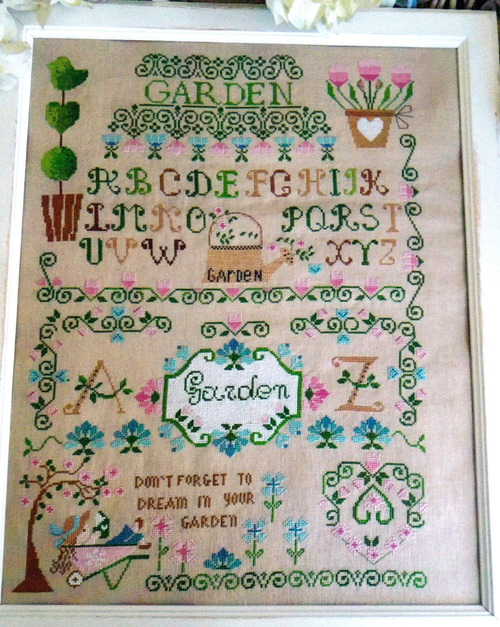 GARDEN
ABCDEFGHIJK
LMNO PQRST
UVW XYZ
GARDEN
A Garden Z
DON'T FORGET TO
DREAM IN YOUR
GARDEN